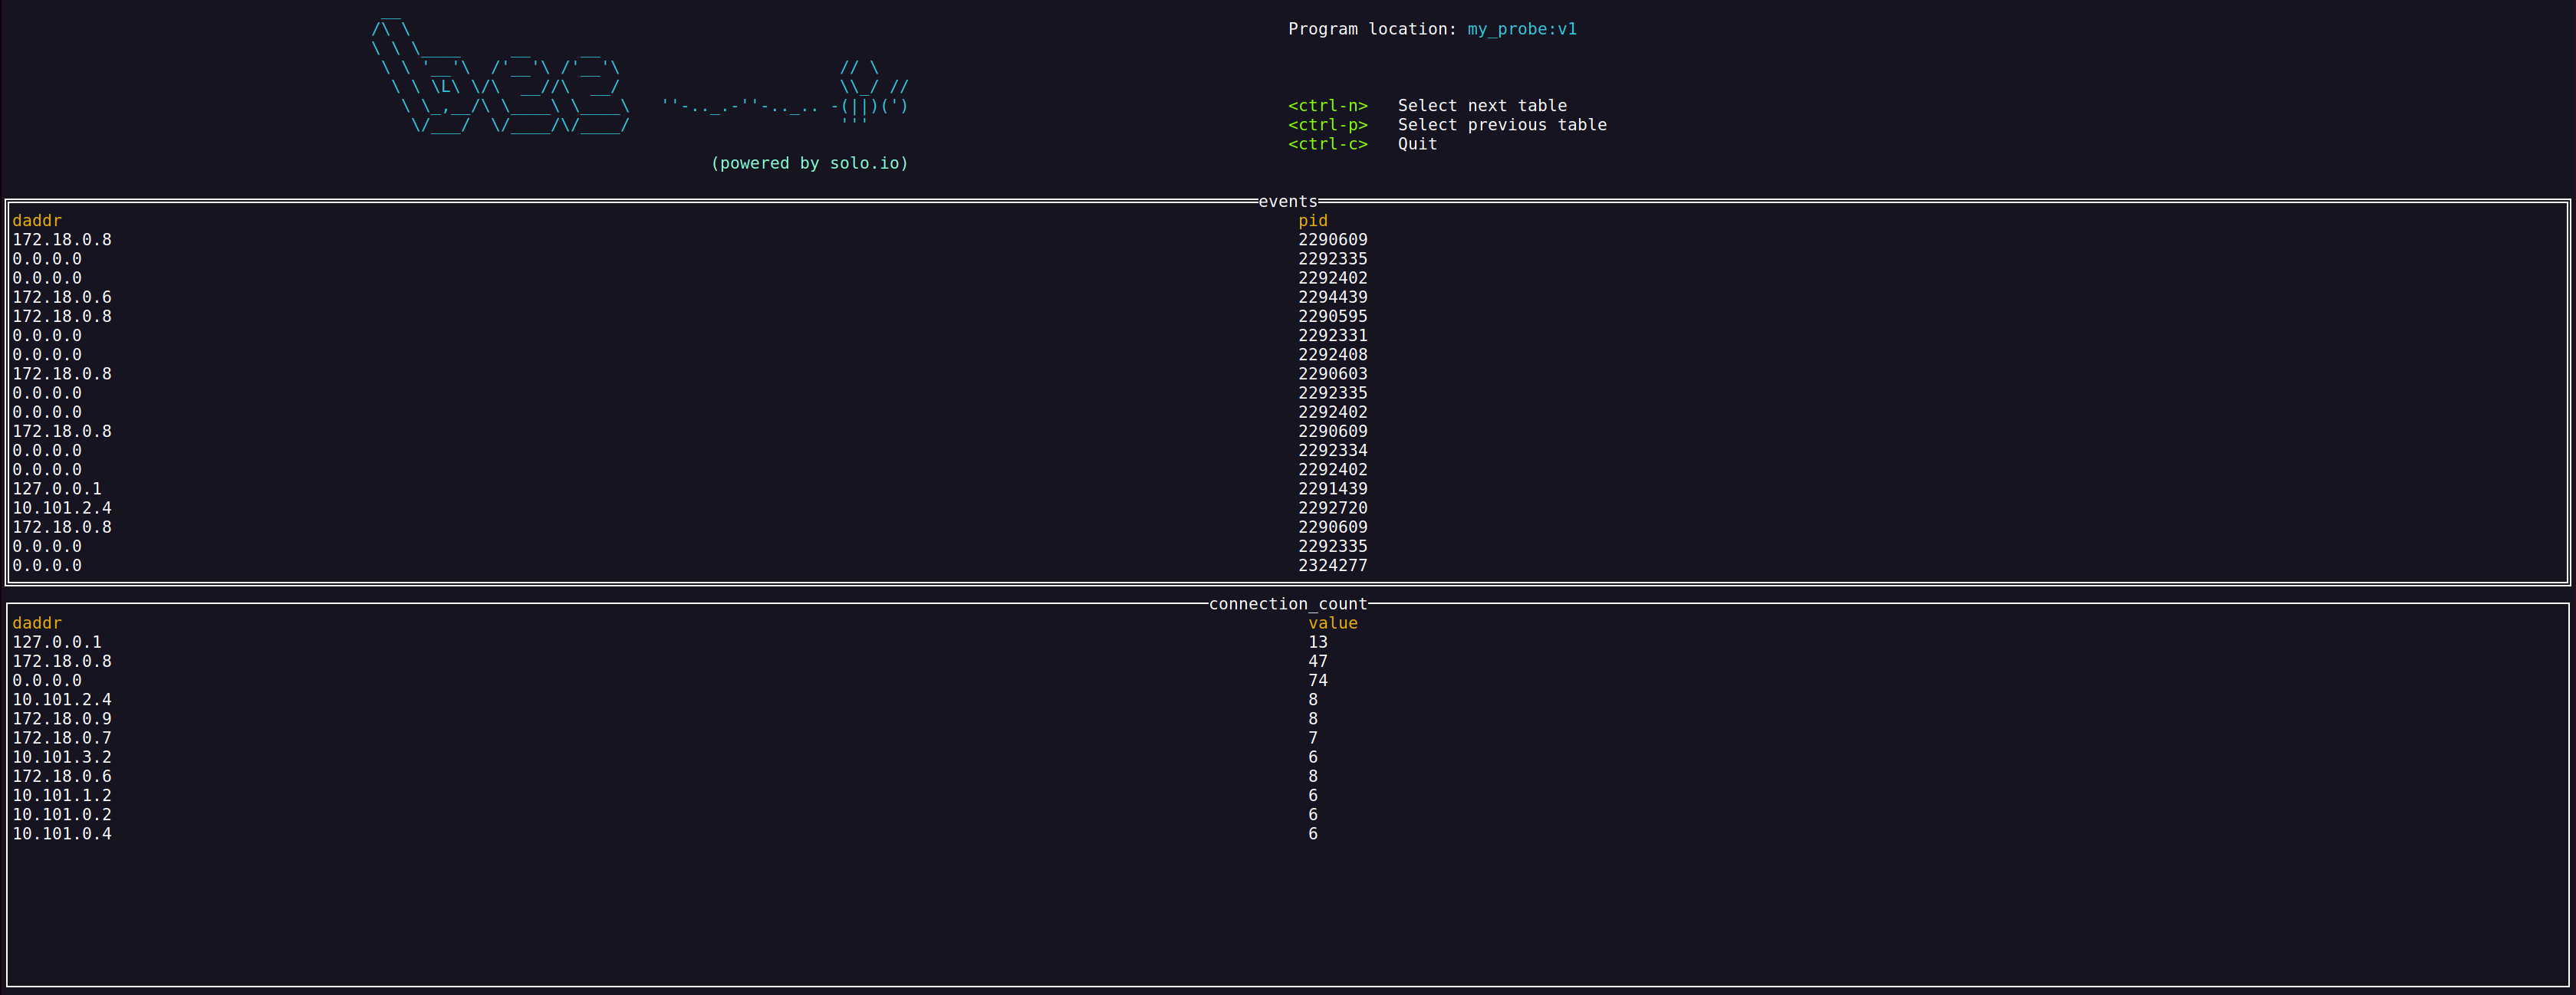 Program location: my_probe:v1
<ctrl-n> Select next table
<ctrl-p> Select previous table
<ctrl-c> Quit
bee
(powered by solo.io)
events
daddr pid
172.18.0.8 2290609
0.0.0.0 2292335
0.0.0.0 2292402
172.18.0.6 2294439
172.18.0.8 2290595
0.0.0.0 2292331
0.0.0.0 2292408
172.18.0.8 2290603
0.0.0.0 2292335
0.0.0.0 2292402
172.18.0.8 2290609
0.0.0.0 2292334
0.0.0.0 2292402
127.0.0.1 2291439
10.101.2.4 2292720
172.18.0.8 2290609
0.0.0.0 2292335
0.0.0.0 2324277
connection_count
daddr value
127.0.0.1 13
172.18.0.8 47
0.0.0.0 74
10.101.2.4 8
172.18.0.9 8
172.18.0.7 7
10.101.3.2 6
172.18.0.6 8
10.101.1.2 6
10.101.0.2 6
10.101.0.4 6